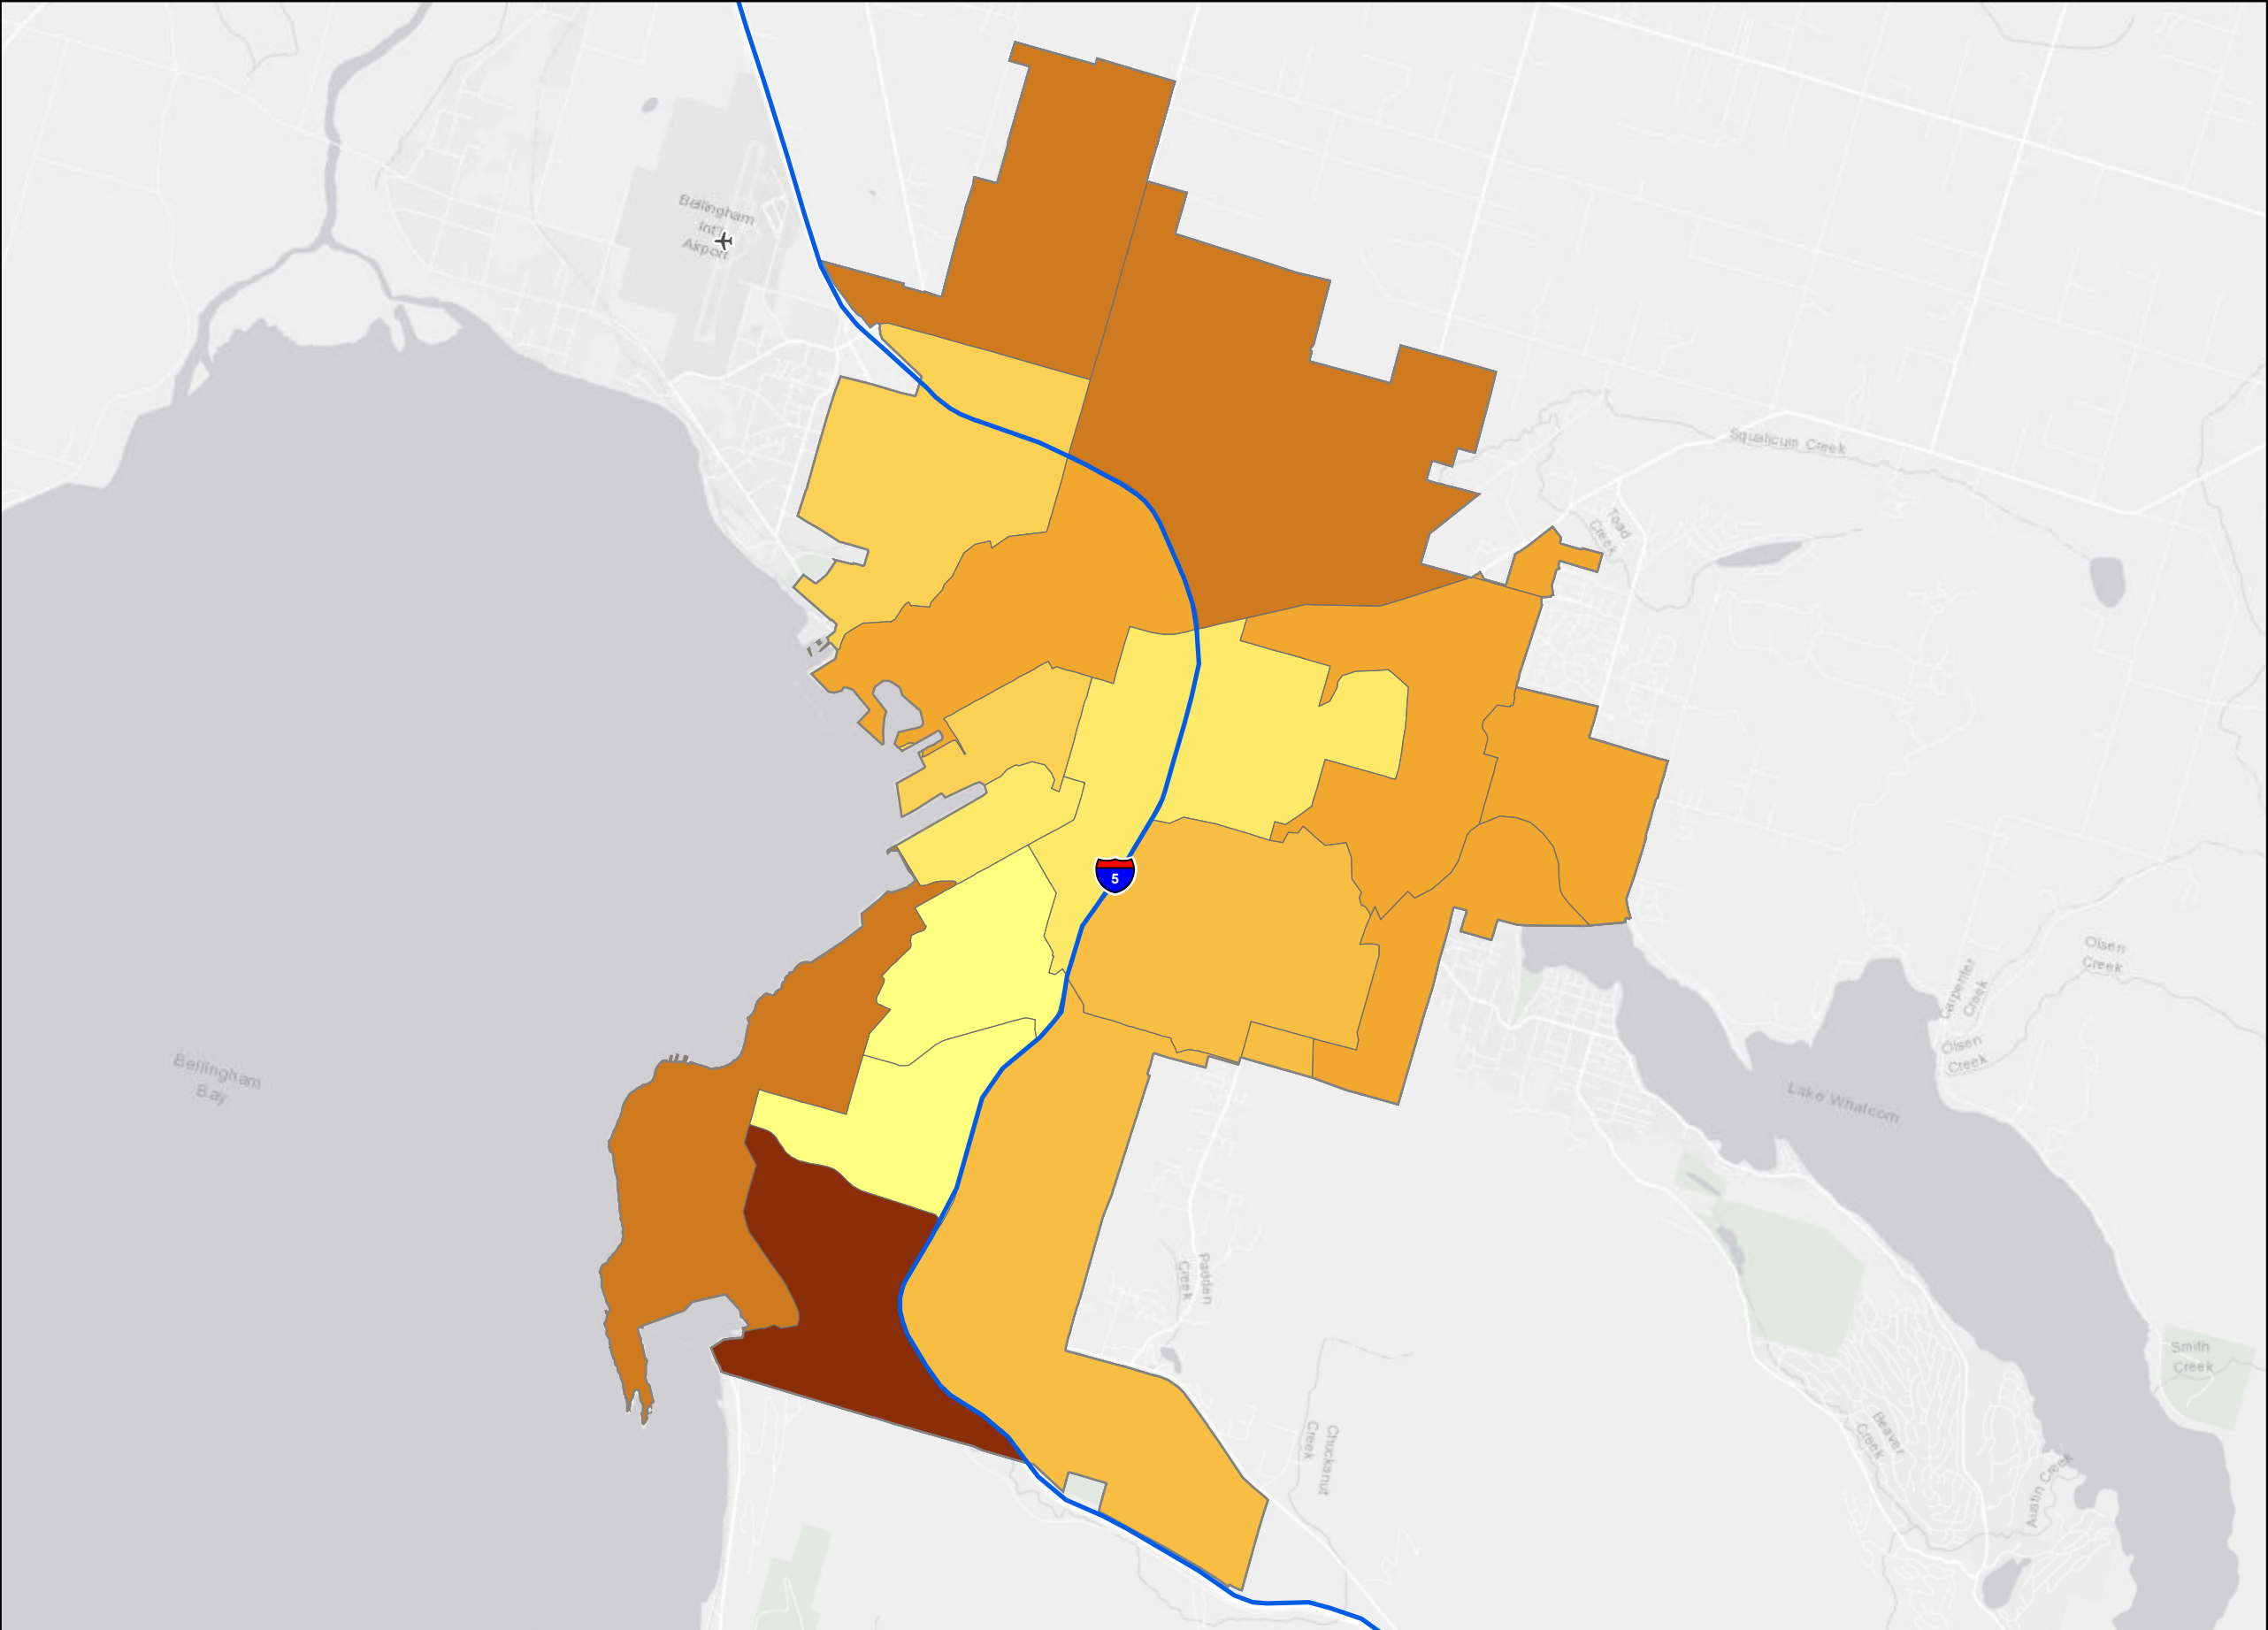 Bellingham
Int'l
Airport
Squalicum Creek
Toad
Creek
5
Olsen
Creek
Carpenter
Creek
Olsen
Creek
Bellingham
Bay
Lake Whatcom
Padden
Creek
Smith
Creek
Chuckanut
Creek
Beaver
Creek
Austin Creek